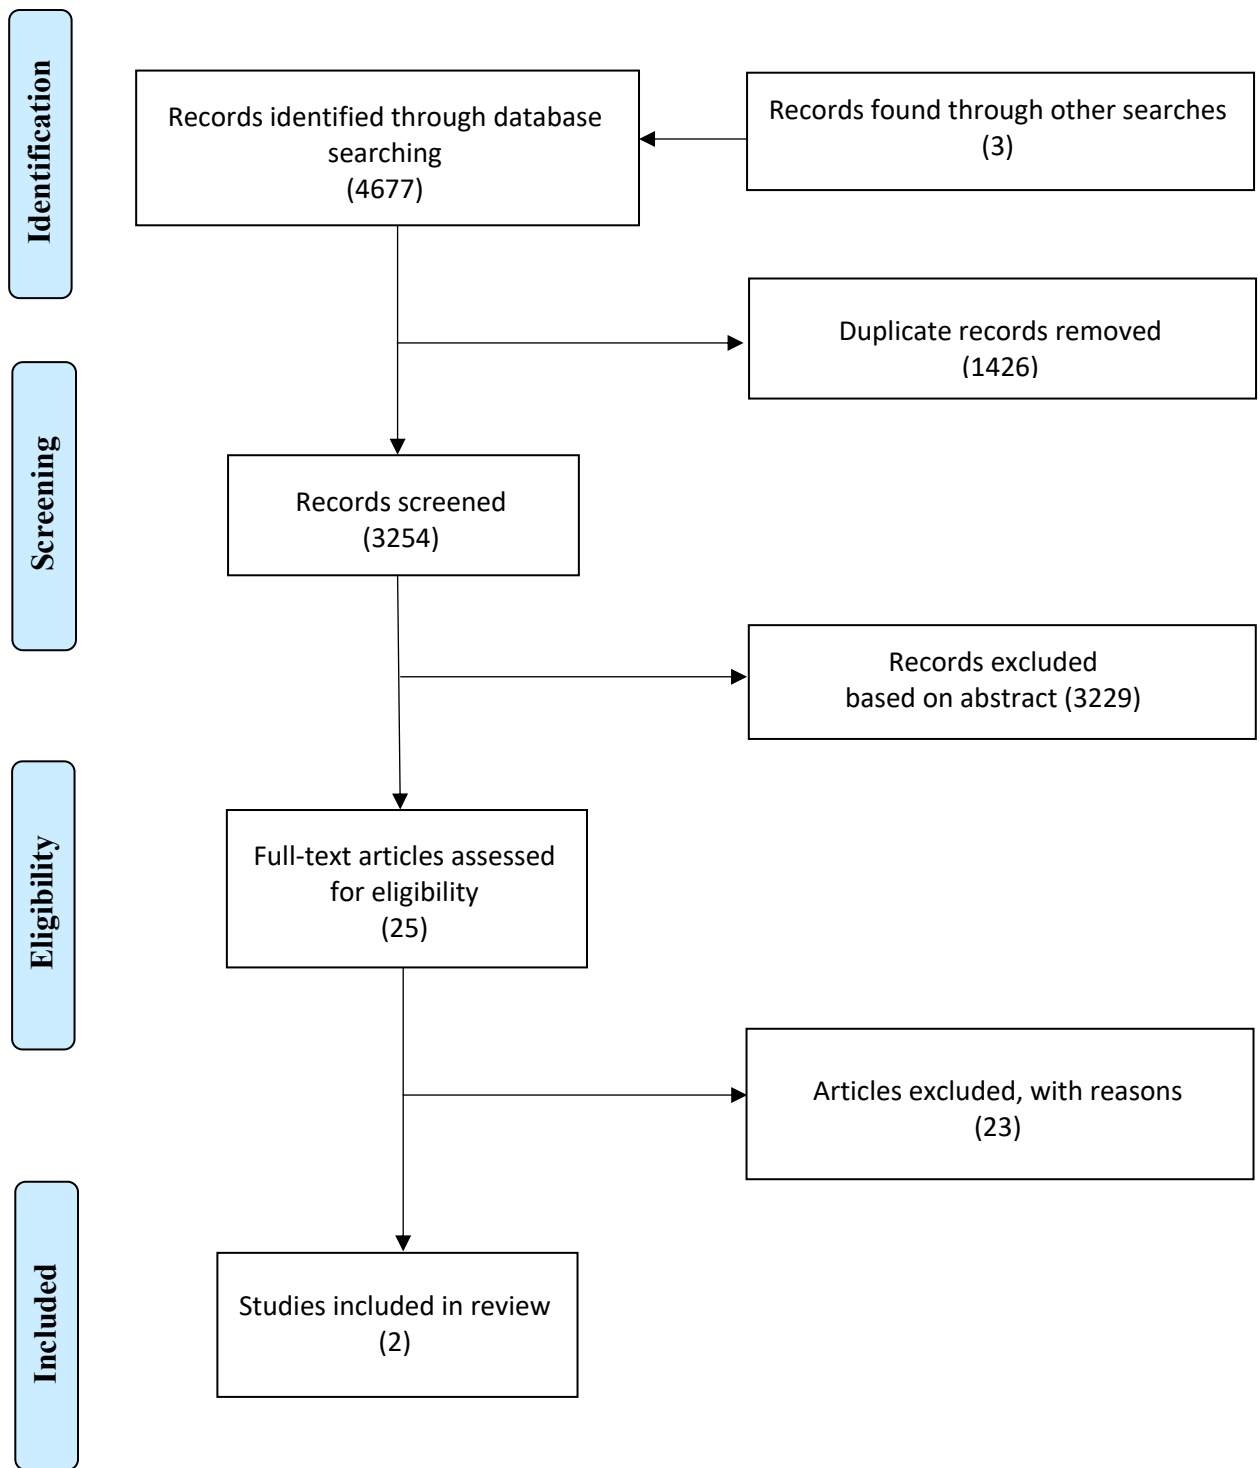 Identification
Records identified through database
searching
(4677)
Records found through other searches
(3)
Duplicate records removed
(1426)
Screening
Records screened
(3254)
Records excluded
based on abstract (3229)
Eligibility
Full-text articles assessed
for eligibility
(25)
Articles excluded, with reasons
(23)
Included
Studies included in review
(2)